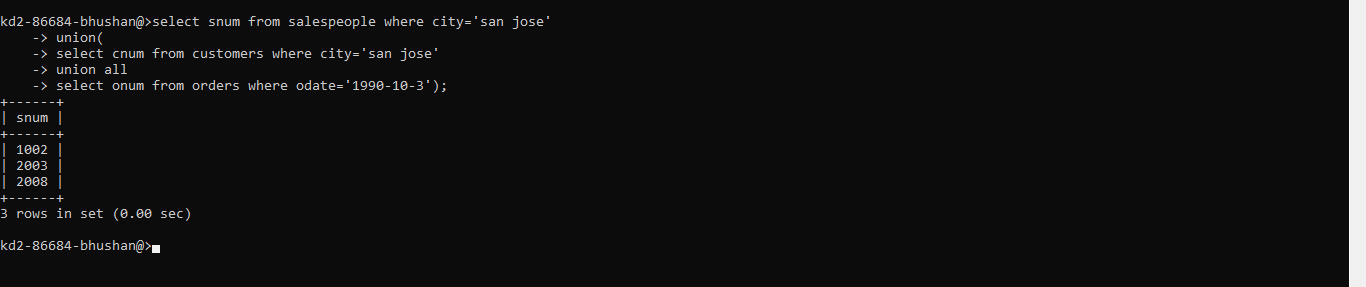 kd2-86684-bhushan@>select snum from salespeople where city='san jose'
    -> union(
    -> select cnum from customers where city='san jose'
    -> union all
    -> select onum from orders where odate='1990-10-3');
+------+
| snum |
+------+
| 1002 |
| 2003 |
| 2008 |
+------+
3 rows in set (0.00 sec)
kd2-86684-bhushan@>